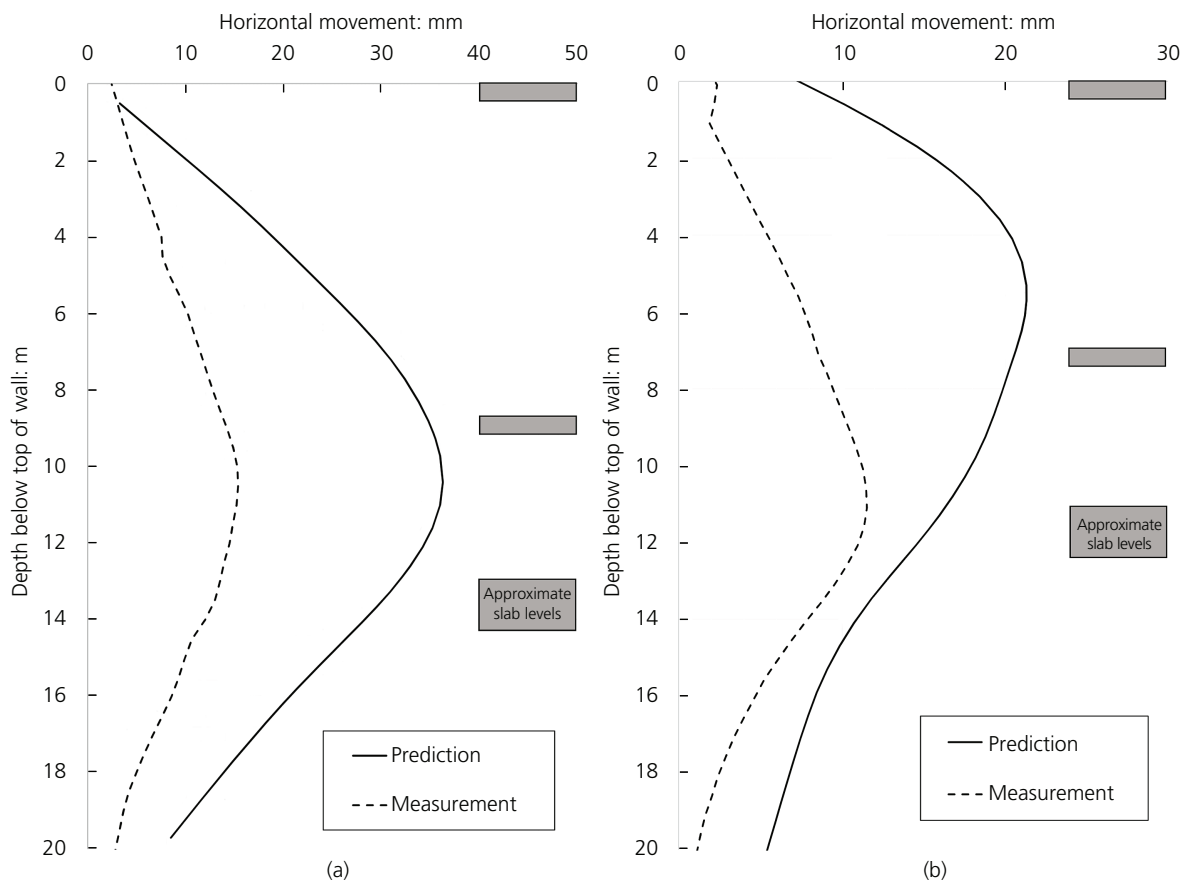 Horizontal movement: mm
0 10 20 30 40 50
0
2
4
6
8
10
12
14
16
18
20
Depth below top of wall: m
Approximate
slab levels
Prediction
Measurement
(a)
Horizontal movement: mm
0 10 20 30
0
2
4
6
8
10
12
14
16
18
20
Depth below top of wall: m
Approximate
slab levels
Prediction
Measurement
(b)